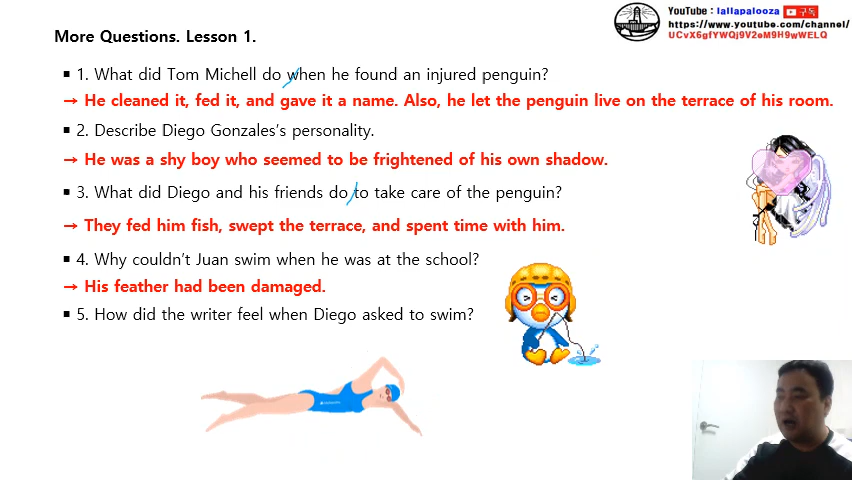 YouTube : lallapalooza 구독
https://www.youtube.com/channel/
UCvX6gfYWQj9V2eM9H9wWELQ
More Questions. Lesson 1.
▪ 1. What did Tom Michell do when he found an injured penguin?
→ He cleaned it, fed it, and gave it a name. Also, he let the penguin live on the terrace of his room.
▪ 2. Describe Diego Gonzales's personality.
→ He was a shy boy who seemed to be frightened of his own shadow.
▪ 3. What did Diego and his friends do to take care of the penguin?
→ They fed him fish, swept the terrace, and spent time with him.
▪ 4. Why couldn't Juan swim when he was at the school?
→ His feather had been damaged.
▪ 5. How did the writer feel when Diego asked to swim?